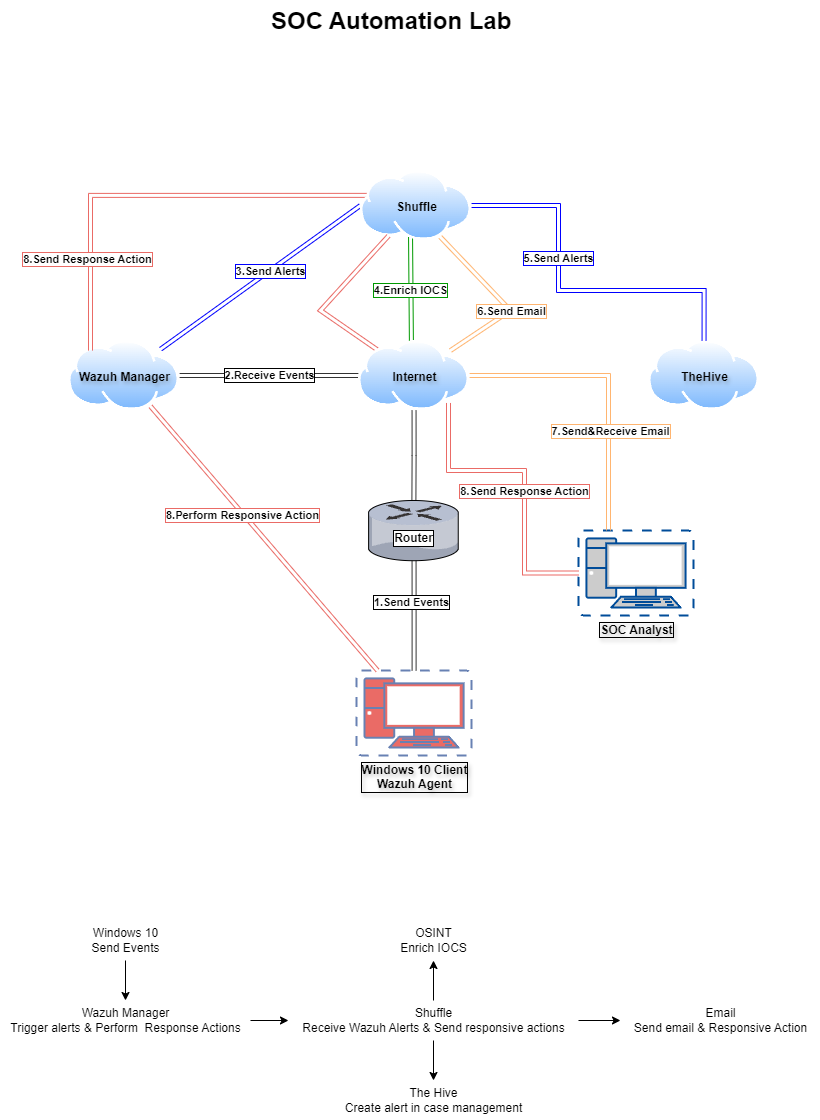 SOC Automation Lab
Shuffle
8.Send Response Action
3.Send Alerts
5.Send Alerts
4.Enrich IOCS
6.Send Email
Wazuh Manager
2.Receive Events
Internet
TheHive
7.Send&Receive Email
8.Send Response Action
8.Perform Responsive Action
Router
1.Send Events
SOC Analyst
Windows 10 Client
Wazuh Agent
Windows 10
Send Events
OSINT
Enrich IOCS
Wazuh Manager
Trigger alerts & Perform  Response Actions
Shuffle
Receive Wazuh Alerts & Send responsive actions
Email
Send email & Responsive Action
The Hive
Create alert in case management